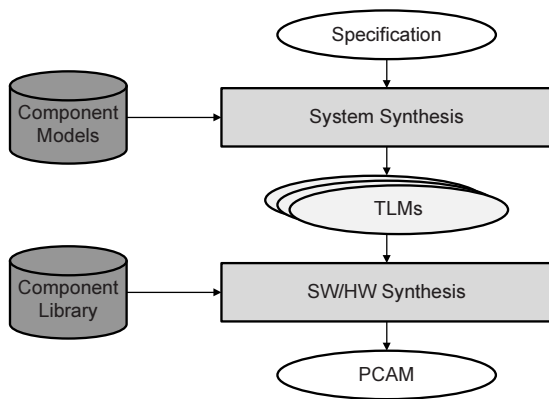 Specification
Component
Models
System Synthesis
TLMs
Component
Library
SW/HW Synthesis
PCAM